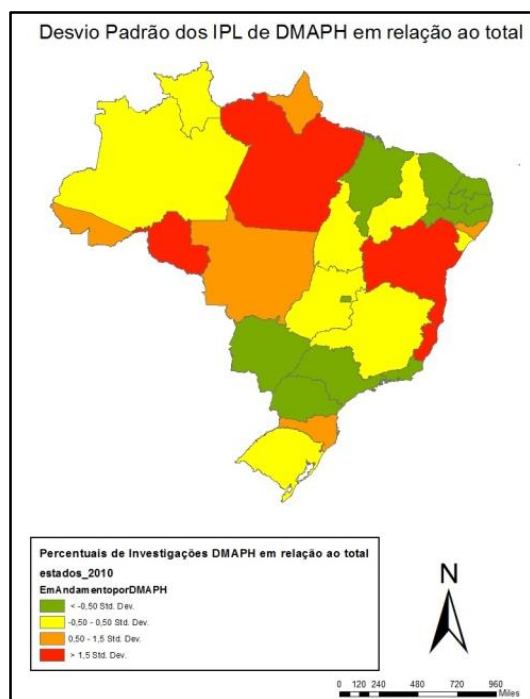 Desvio Padrão dos IPL de DMAPH em relação ao total
Percentuais de Investigações DMAPH em relação ao total
estados_2010
EmAndamentoporDMAPH
< -0,50 Std. Dev.
-0,50 - 0,50 Std. Dev.
0,50 - 1,5 Std. Dev.
> 1,5 Std. Dev.
N
0 120 240 480 720 960
Miles